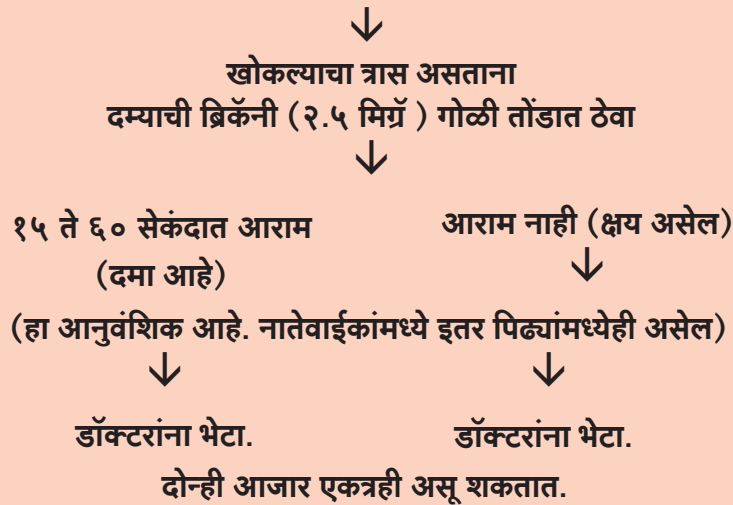 खोकल्याचा त्रास असताना
दम्याची ब्रिकॅनी (२.५ मिग्रॅ ) गोळी तोंडात ठेवा
१५ ते ६० सेकंदात आराम
(दमा आहे)
आराम नाही (क्षय असेल)
(हा आनुवंशिक आहे. नातेवाईकांमध्ये इतर पिढ्यांमध्येही असेल)
डॉक्टरांना भेटा.
डॉक्टरांना भेटा.
दोन्ही आजार एकत्रही असू शकतात.